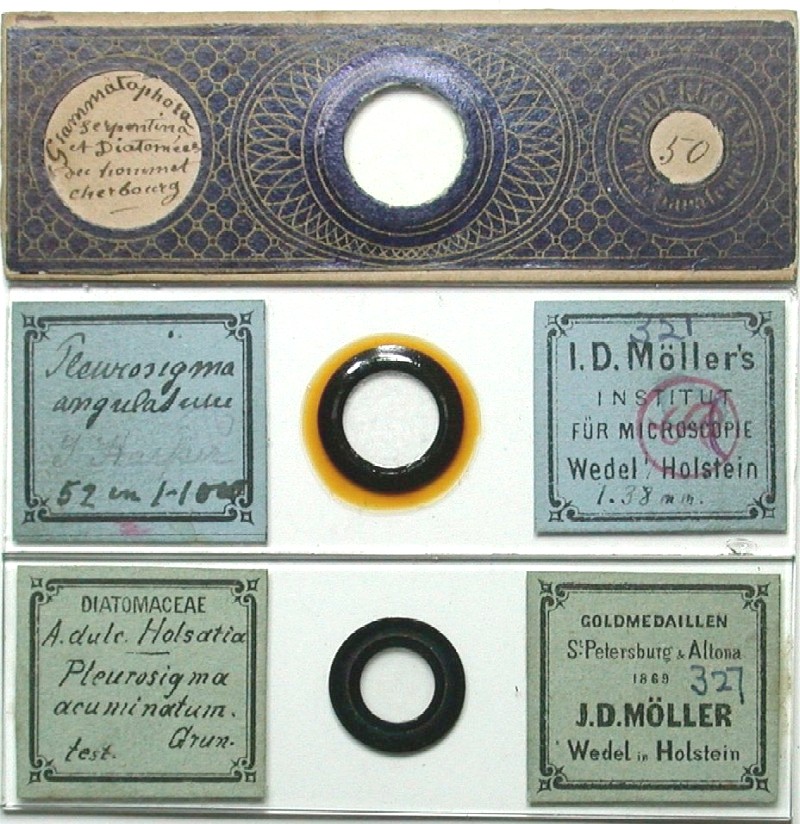 Grammatophora
Serpentina
et Diatomées
du hommet
Cherbourg
50
Pleurosigma
angulatum
52 in
321
I.D. Möller's
INSTITUT
FÜR MICROSCOPIE
Wedel / Holstein
1.38 mm.
DIATOMACEAE
A. dulc. Holsatia
Pleurosigma
acuminatum.
Grun.
test.
GOLDMEDAILLEN
St Petersburg & Altona
1869
327
J.D. MÖLLER
Wedel in Holstein